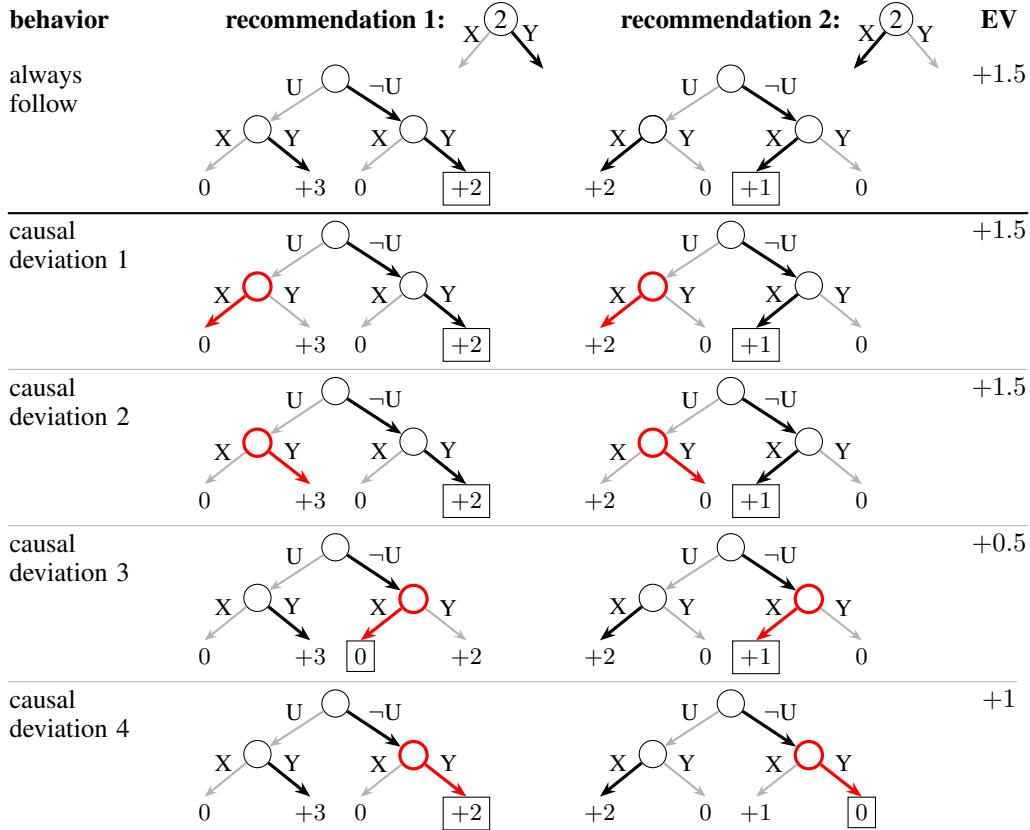 behavior recommendation 1: X 2 Y recommendation 2: X 2 Y EV
always follow +1.5
U ¬U U ¬U
X Y X Y X Y X Y
0 +3 0 +2 +2 0 +1 0
causal deviation 1 +1.5
U ¬U U ¬U
X Y X Y X Y X Y
0 +3 0 +2 +2 0 +1 0
causal deviation 2 +1.5
U ¬U U ¬U
X Y X Y X Y X Y
0 +3 0 +2 +2 0 +1 0
causal deviation 3 +0.5
U ¬U U ¬U
X Y X Y X Y X Y
0 +3 0 +2 +2 0 +1 0
causal deviation 4 +1
U ¬U U ¬U
X Y X Y X Y X Y
0 +3 0 +2 +2 0 +1 0